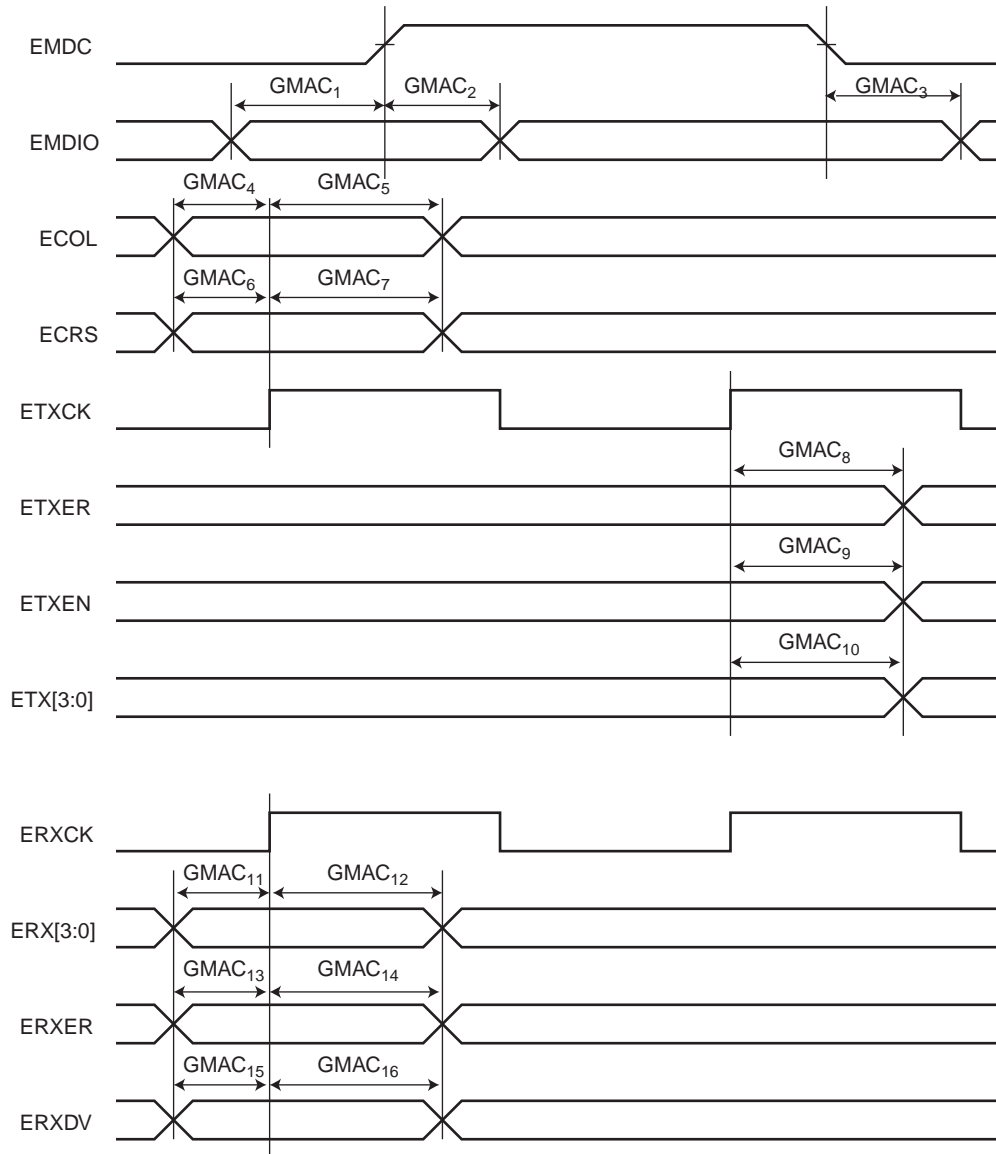 EMDC
GMAC₁ GMAC₂ GMAC₃
EMDIO
GMAC₄ GMAC₅
ECOL
GMAC₆ GMAC₇
ECRS
ETXCK
GMAC₈
ETXER
GMAC₉
ETXEN
GMAC₁₀
ETX[3:0]
ERXCK
GMAC₁₁ GMAC₁₂
ERX[3:0]
GMAC₁₃ GMAC₁₄
ERXER
GMAC₁₅ GMAC₁₆
ERXDV